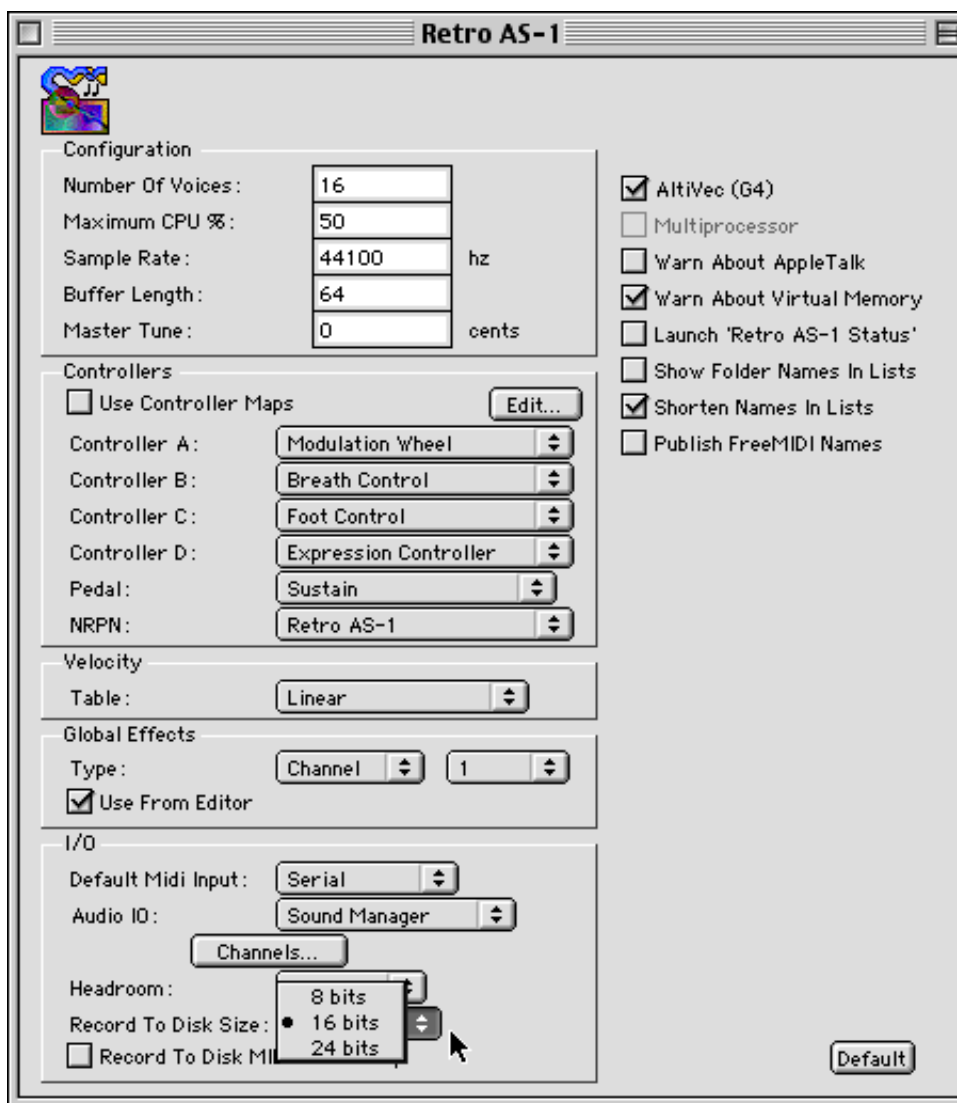 Retro AS-1
Configuration
Number Of Voices: 16
Maximum CPU %: 50
Sample Rate: 44100 hz
Buffer Length: 64
Master Tune: 0 cents
AltiVec (G4)
Multiprocessor
Warn About AppleTalk
Warn About Virtual Memory
Launch 'Retro AS-1 Status'
Show Folder Names In Lists
Shorten Names In Lists
Publish FreeMIDI Names
Controllers
Use Controller Maps Edit...
Controller A: Modulation Wheel
Controller B: Breath Control
Controller C: Foot Control
Controller D: Expression Controller
Pedal: Sustain
NRPN: Retro AS-1
Velocity
Table: Linear
Global Effects
Type: Channel 1
Use From Editor
I/O
Default Midi Input: Serial
Audio IO: Sound Manager
Channels...
Headroom:
8 bits
Record To Disk Size: 16 bits
24 bits
Record To Disk
Default